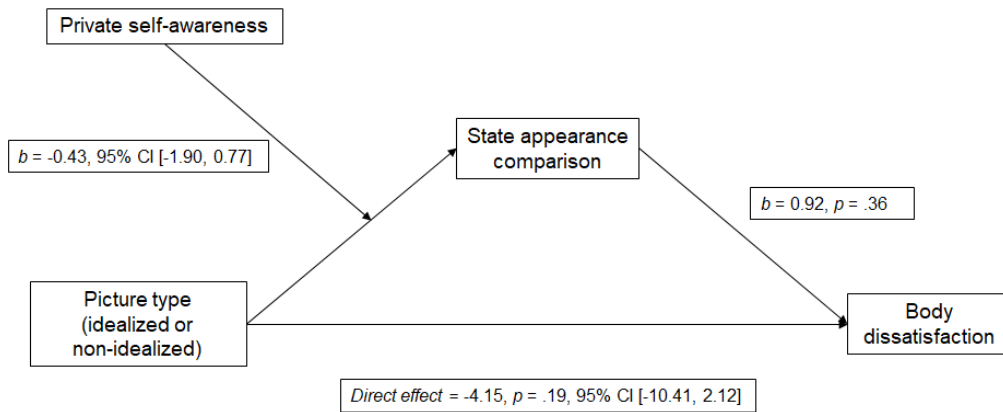 Private self-awareness
State appearance
comparison
b = -0.43, 95% CI [-1.90, 0.77]
b = 0.92, p = .36
Picture type
(idealized or
non-idealized)
Body
dissatisfaction
Direct effect = -4.15, p = .19, 95% CI [-10.41, 2.12]